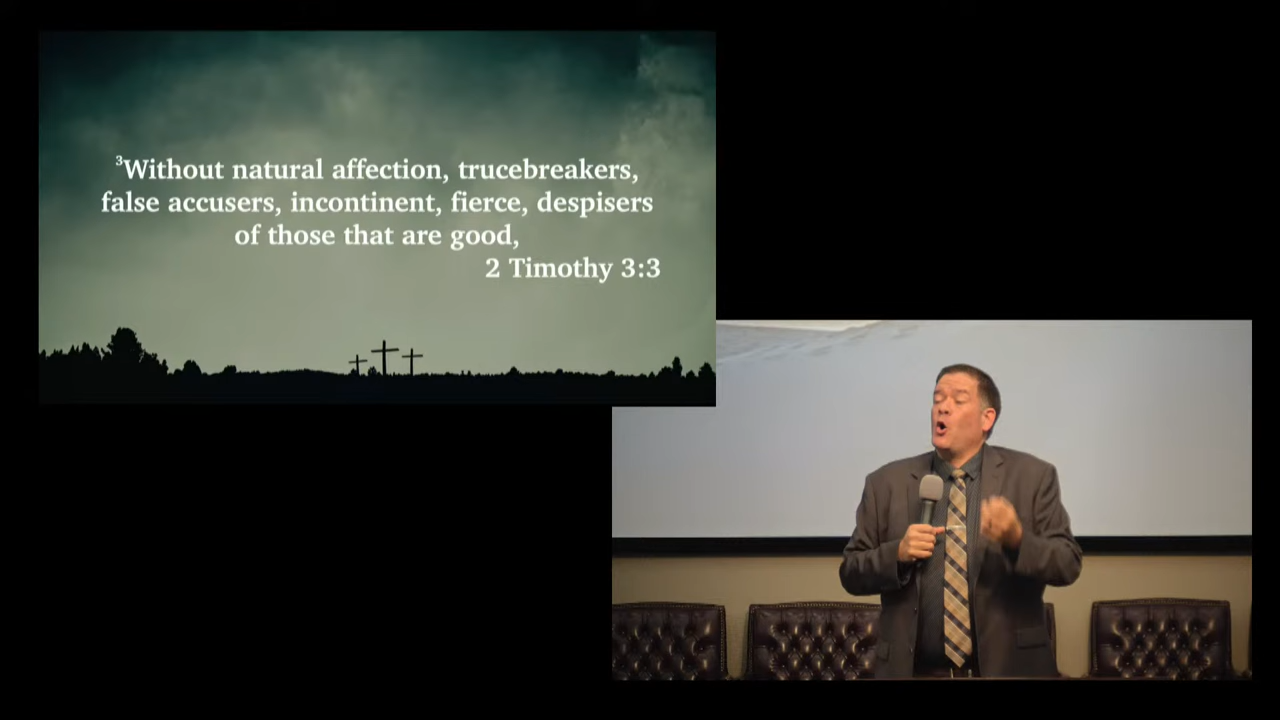 ³Without natural affection, trucebreakers,
false accusers, incontinent, fierce, despisers
of those that are good,
2 Timothy 3:3